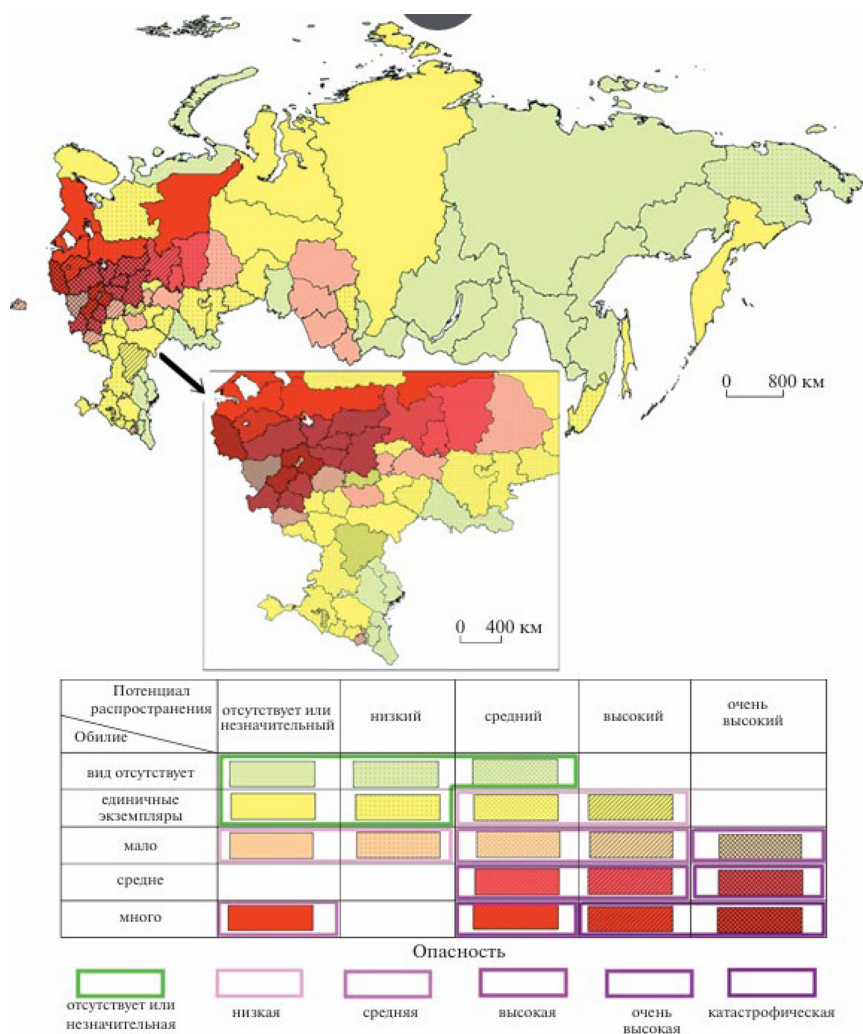 0 800 км
0 400 км
Потенциал
распространения
Обилие
отсутствует или
незначительный
низкий
средний
высокий
очень
высокий
вид отсутствует
единичные
экземпляры
мало
средне
много
Опасность
отсутствует или
незначительная
низкая
средняя
высокая
очень
высокая
катастрофическая